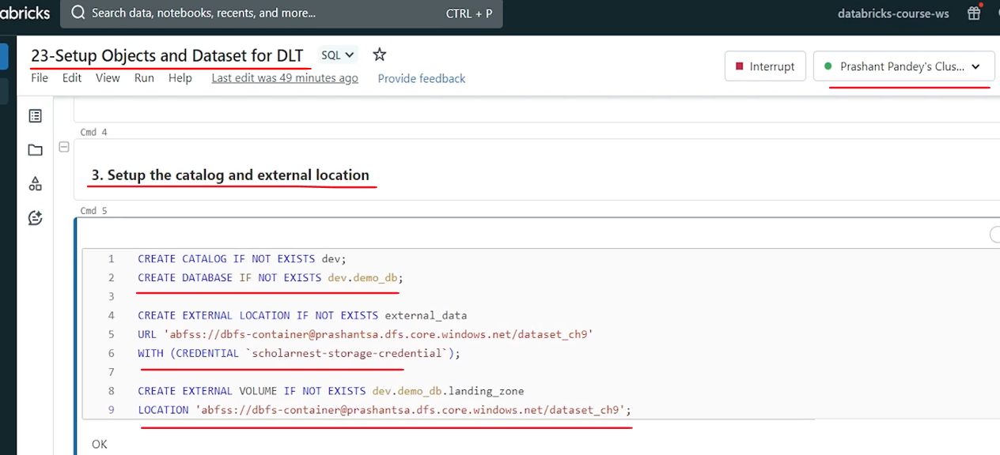 abricks
Search data, notebooks, recents, and more...
CTRL + P
databricks-course-ws
23-Setup Objects and Dataset for DLT
SQL
File Edit View Run Help Last edit was 49 minutes ago Provide feedback
Interrupt
Prashant Pandey's Clus...
Cmd 4
3. Setup the catalog and external location
Cmd 5
1 CREATE CATALOG IF NOT EXISTS dev;
2 CREATE DATABASE IF NOT EXISTS dev.demo_db;
3
4 CREATE EXTERNAL LOCATION IF NOT EXISTS external_data
5 URL 'abfss://dbfs-container@prashantsa.dfs.core.windows.net/dataset_ch9'
6 WITH (CREDENTIAL `scholarnest-storage-credential`);
7
8 CREATE EXTERNAL VOLUME IF NOT EXISTS dev.demo_db.landing_zone
9 LOCATION 'abfss://dbfs-container@prashantsa.dfs.core.windows.net/dataset_ch9';
OK